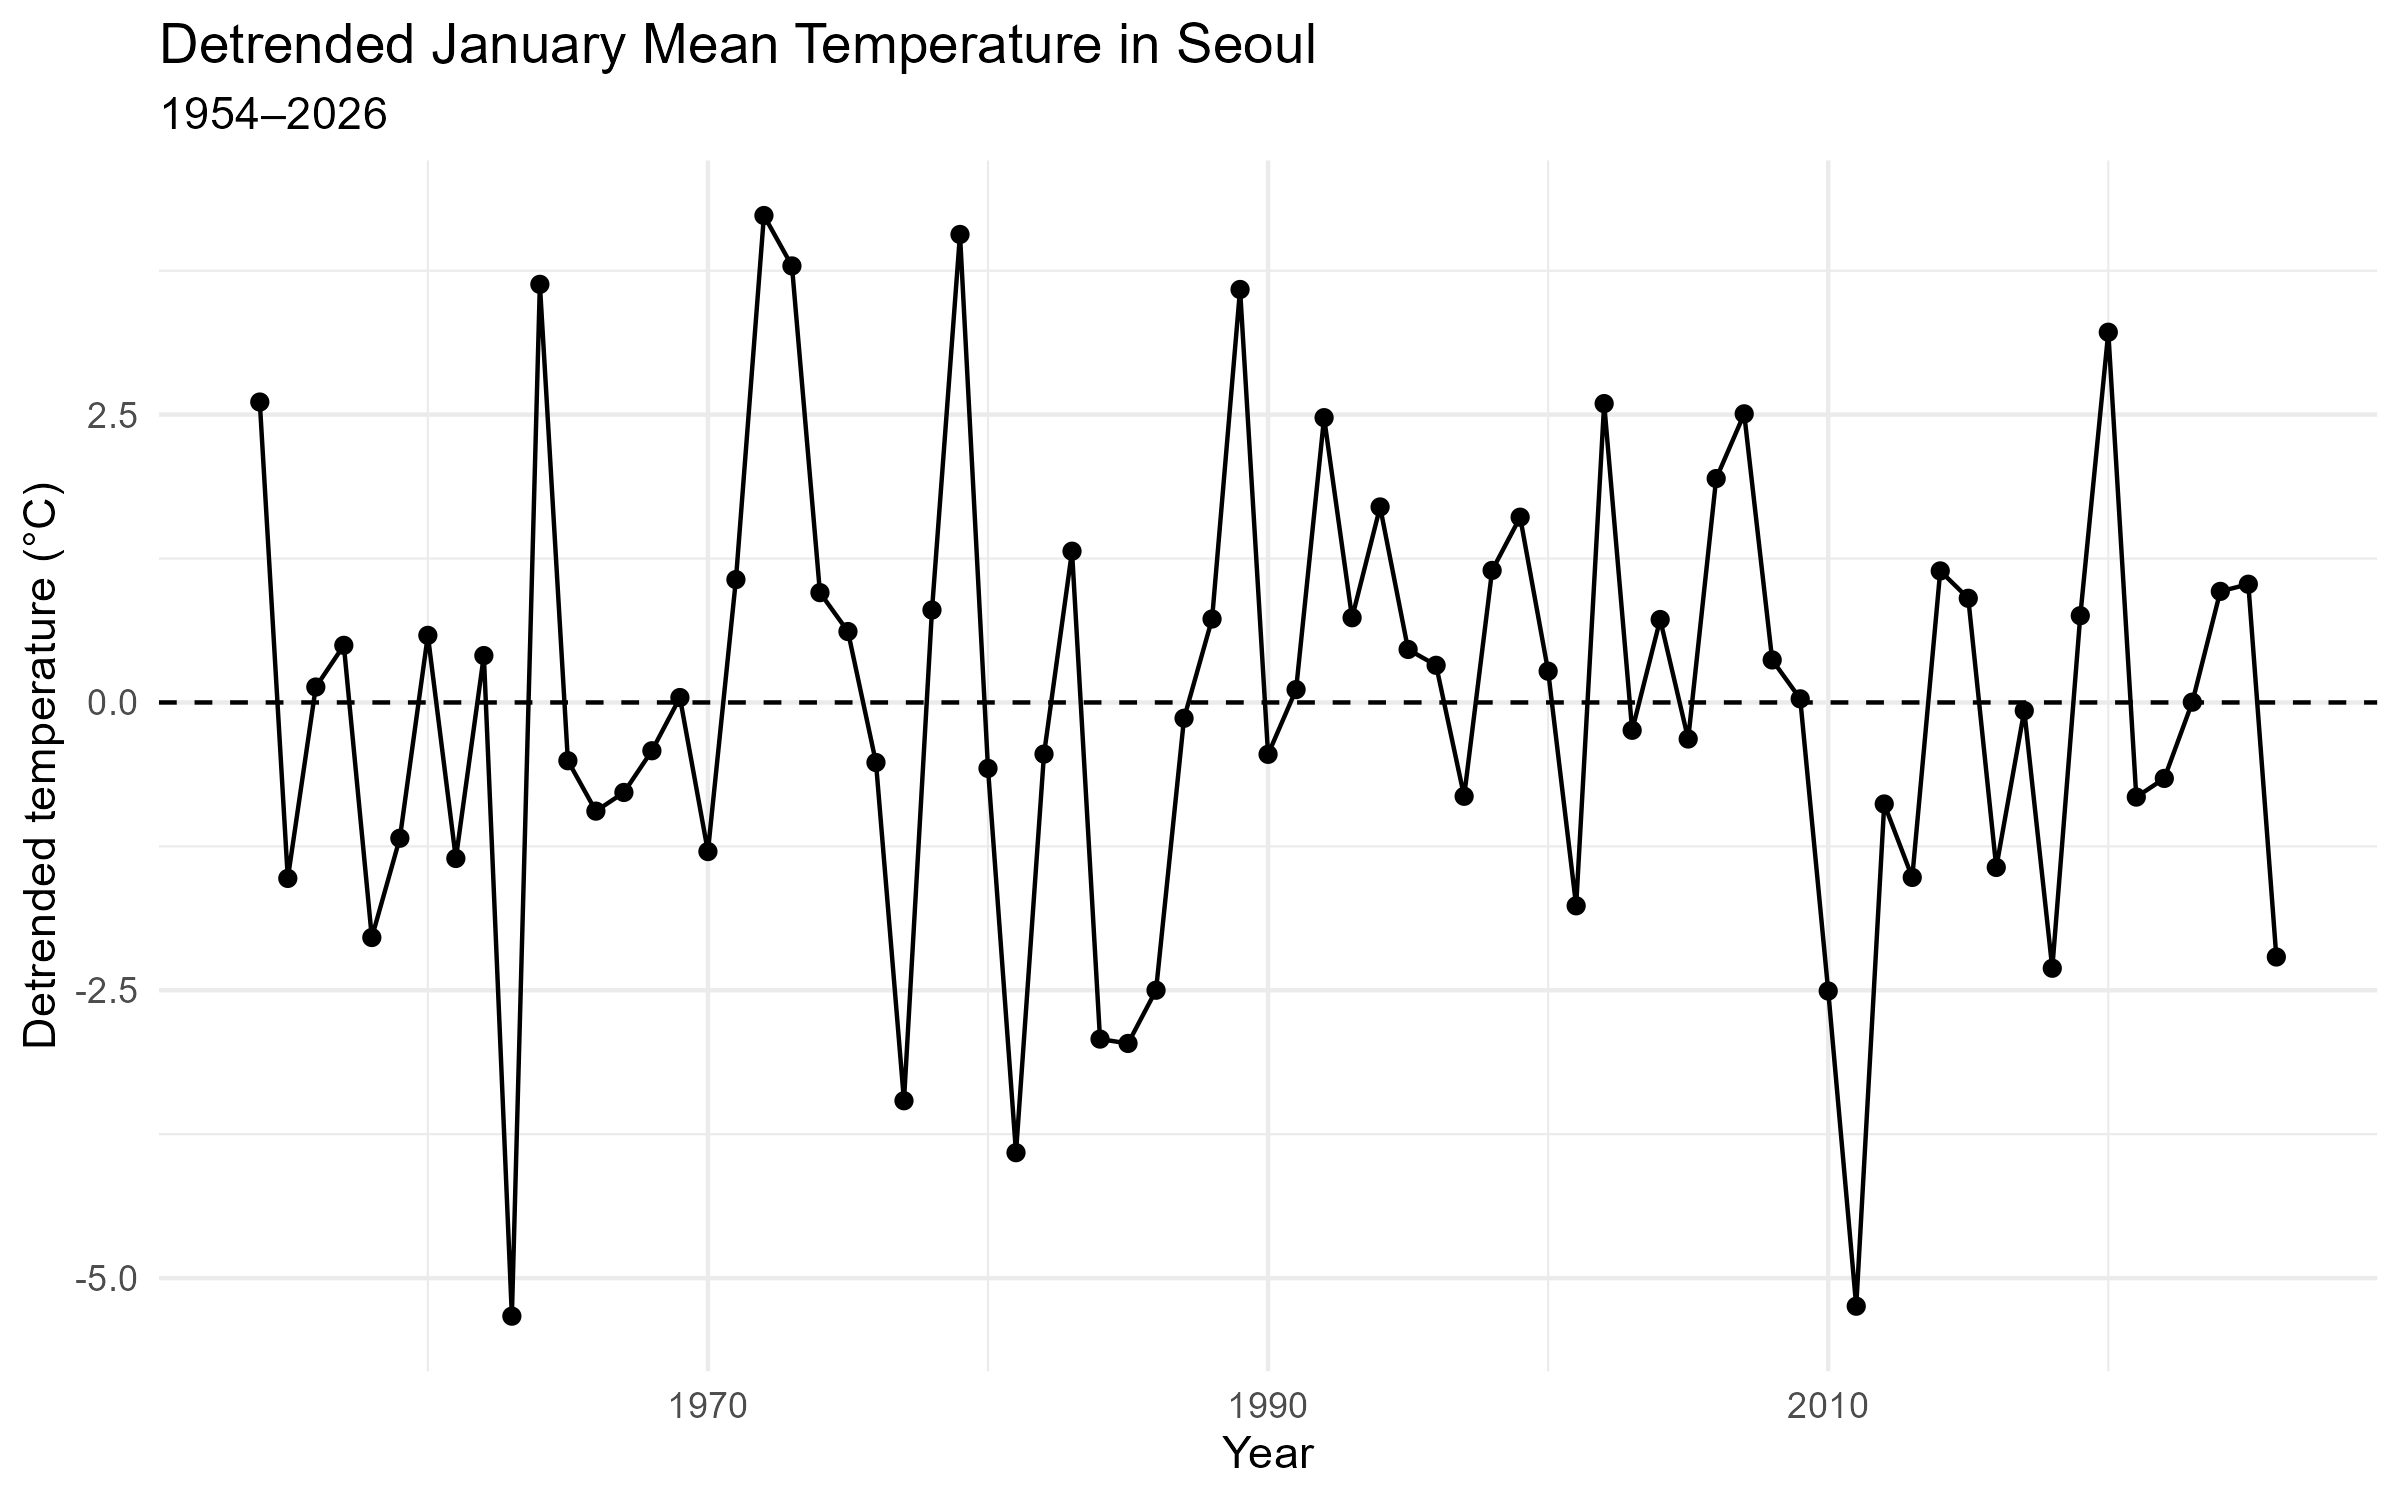 Detrended January Mean Temperature in Seoul
1954–2026
Detrended temperature (°C)
2.5
0.0
-2.5
-5.0
1970 1990 2010
Year